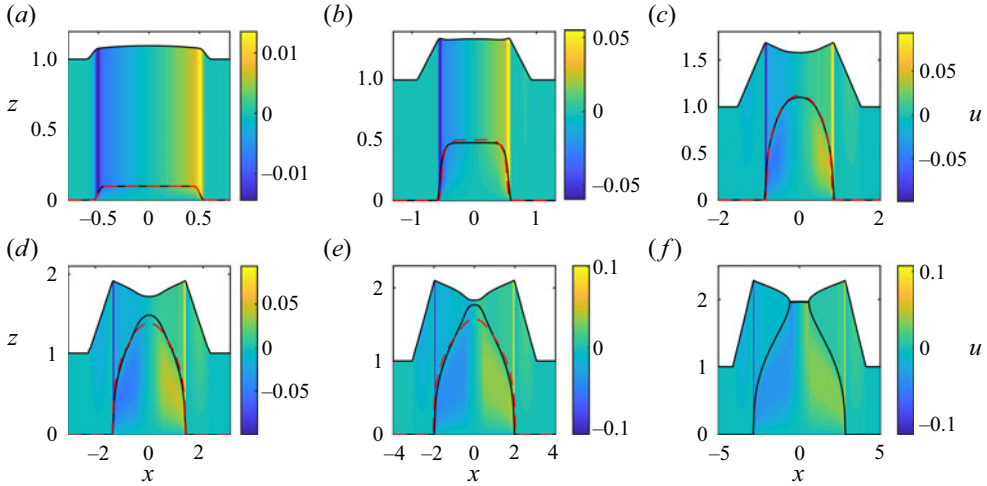 (a) (b) (c)
1.0 0.5 0 z −0.5 0 0.5 0.01 0 −0.01
1.0 0.5 0 −1 0 1 0.05 0 −0.05
1.5 1.0 0.5 0 −2 0 2 0.05 0 −0.05 u
(d) (e) (f)
2 1 0 z −2 0 2 x 0.05 0 −0.05
2 1 0 −4 −2 0 2 4 x 0.1 0 −0.1
2 1 0 −5 0 5 x 0.1 0 −0.1 u